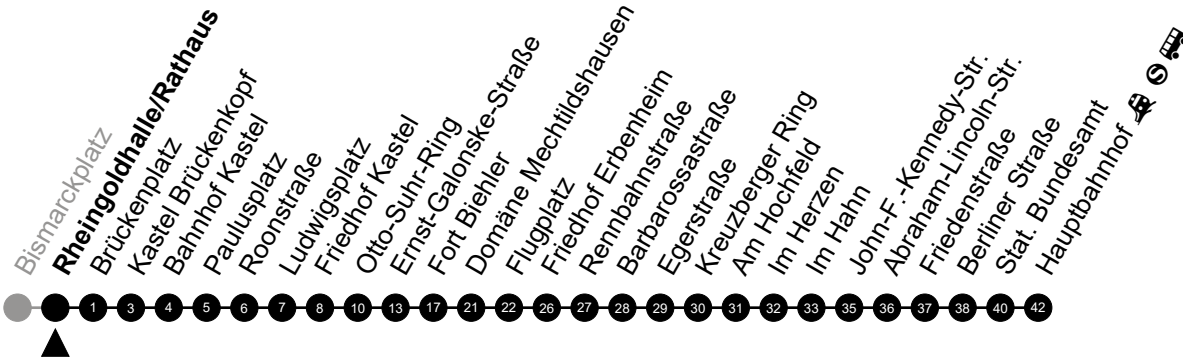 Bismarckplatz
Rheingoldhalle/Rathaus
Brückenplatz
Kastel Brückenkopf
Bahnhof Kastel
Paulusplatz
Roonstraße
Ludwigsplatz
Friedhof Kastel
Otto-Suhr-Ring
Ernst-Galonske-Straße
Fort Biehler
Domäne Mechtildshausen
Flugplatz
Friedhof Erbenheim
Rennbahnstraße
Barbarossastraße
Egerstraße
Kreuzberger Ring
Am Hochfeld
Im Herzen
Im Hahn
John-F.-Kennedy-Str.
Abraham-Lincoln-Str.
Friedenstraße
Berliner Straße
Stat. Bundesamt
Hauptbahnhof S
1 3 4 5 6 7 8 10 13 17 21 22 26 27 28 29 30 31 32 33 35 36 37 38 40 42